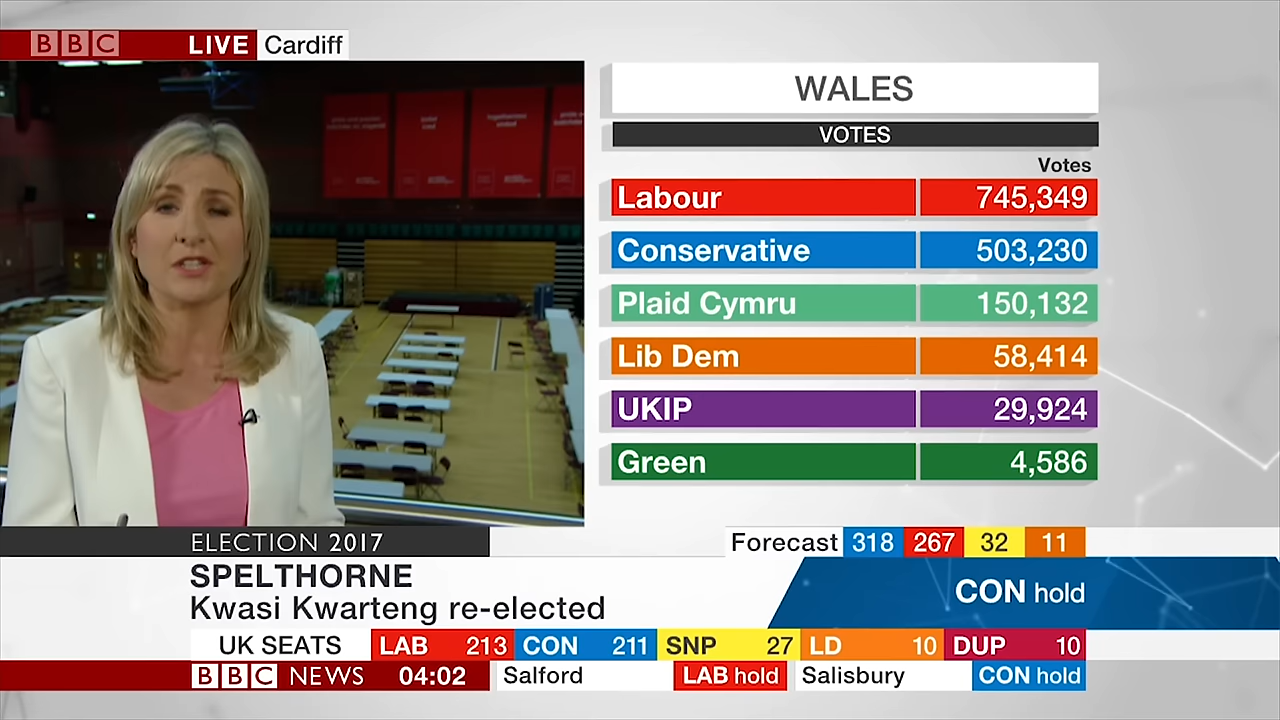 BBC LIVE Cardiff
WALES
VOTES
Votes
Labour 745,349
Conservative 503,230
Plaid Cymru 150,132
Lib Dem 58,414
UKIP 29,924
Green 4,586
ELECTION 2017
Forecast 318 267 32 11
SPELTHORNE
Kwasi Kwarteng re-elected
CON hold
UK SEATS LAB 213 CON 211 SNP 27 LD 10 DUP 10
BBC NEWS 04:02 Salford LAB hold Salisbury CON hold